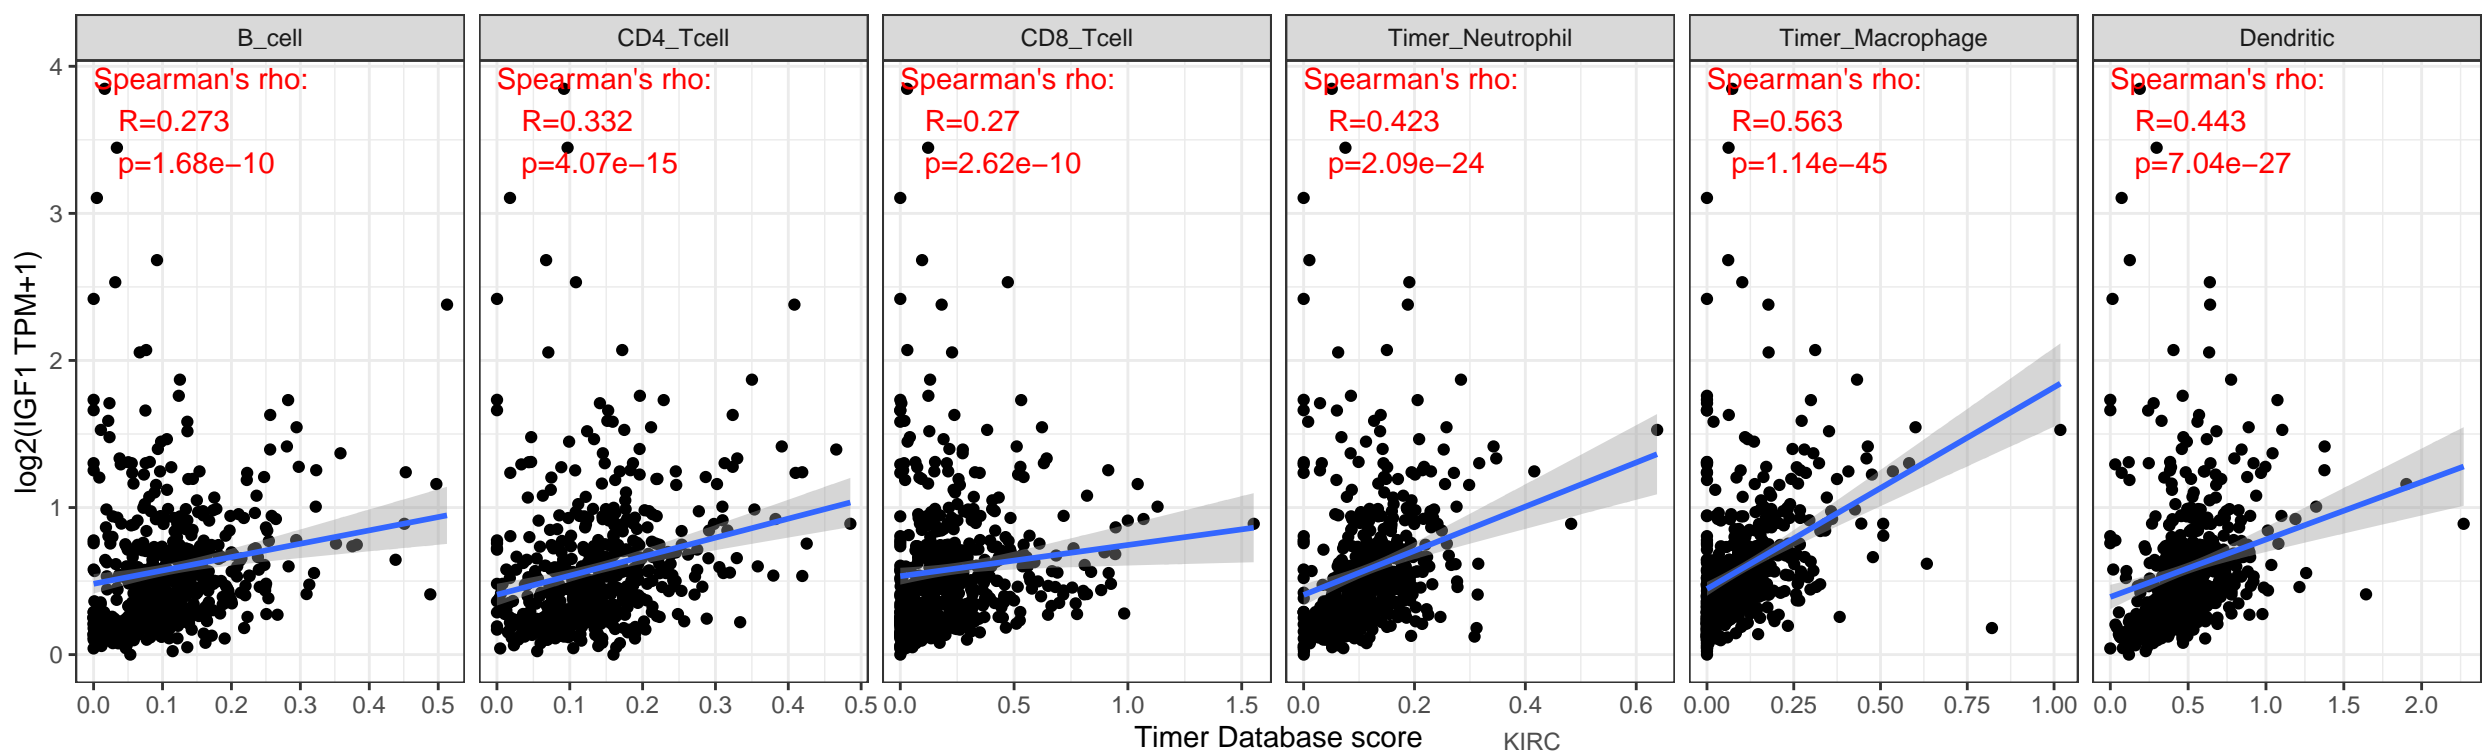 B_cell
CD4_Tcell
CD8_Tcell
Timer_Neutrophil
Timer_Macrophage
Dendritic
Spearman's rho:
R=0.273
p=1.68e−10
Spearman's rho:
R=0.332
p=4.07e−15
Spearman's rho:
R=0.27
p=2.62e−10
Spearman's rho:
R=0.423
p=2.09e−24
Spearman's rho:
R=0.563
p=1.14e−45
Spearman's rho:
R=0.443
p=7.04e−27
4
3
2
1
0
log2(IGF1 TPM+1)
0.0 0.1 0.2 0.3 0.4 0.5
0.0 0.1 0.2 0.3 0.4 0.5
0.0 0.5 1.0 1.5
0.0 0.2 0.4 0.6
0.00 0.25 0.50 0.75 1.00
0.0 0.5 1.0 1.5 2.0
Timer Database score
KIRC